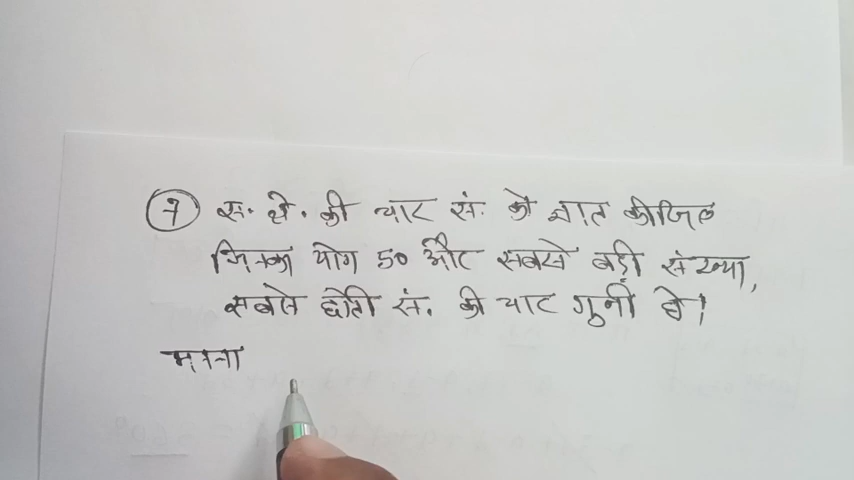 7 स. श्रे. की चार सं. को ज्ञात कीजिए
जिनका योग 50 और सबसे बड़ी संख्या,
सबसे छोटी सं. की चार गुनी है।
माना